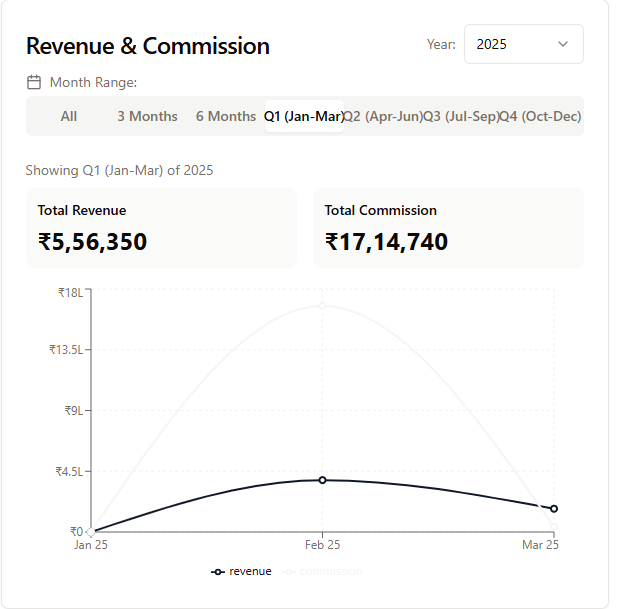 Revenue & Commission
Year:
2025
Month Range:
All 3 Months 6 Months Q1 (Jan-Mar) Q2 (Apr-Jun) Q3 (Jul-Sep) Q4 (Oct-Dec)
Showing Q1 (Jan-Mar) of 2025
Total Revenue
₹5,56,350
Total Commission
₹17,14,740
₹18L
₹13.5L
₹9L
₹4.5L
₹0
Jan 25 Feb 25 Mar 25
revenue commission